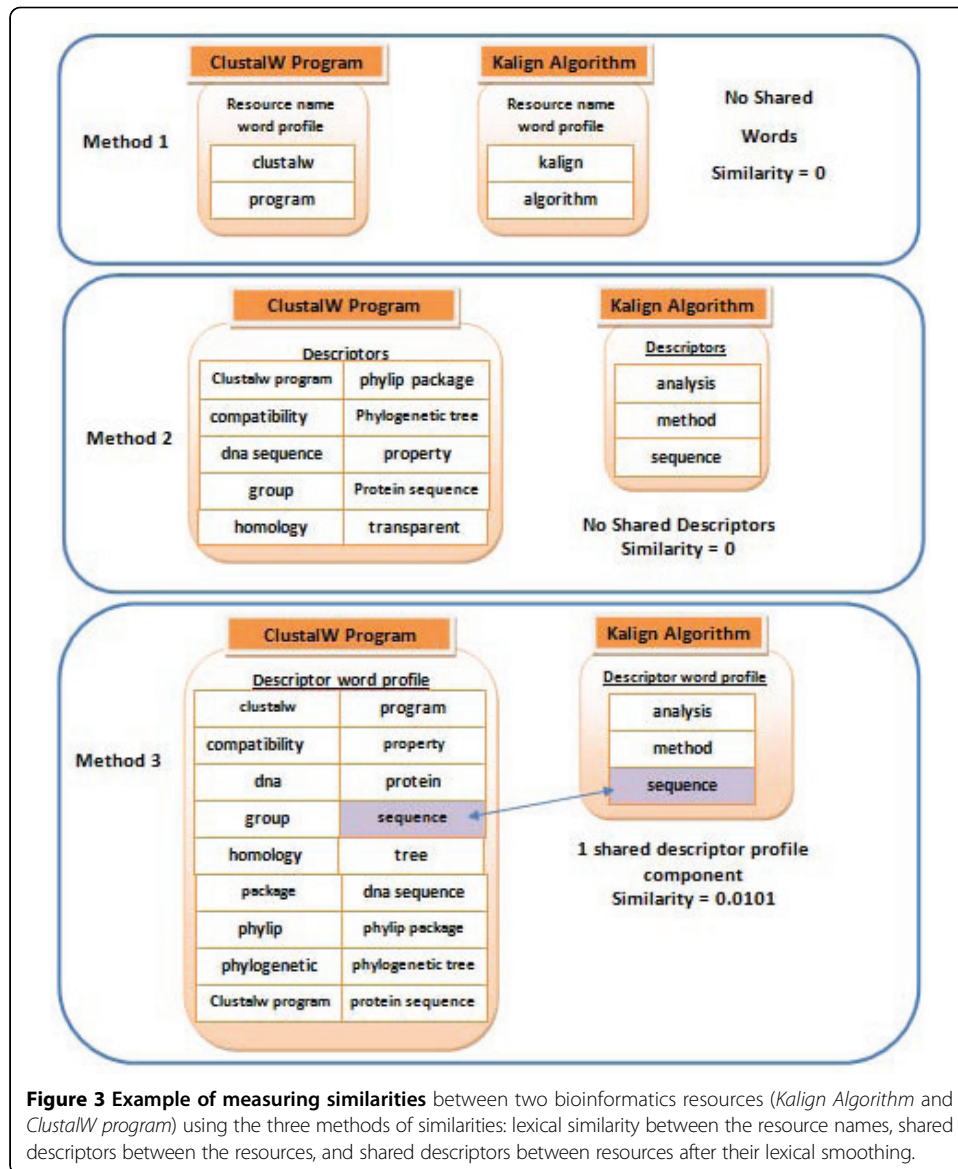 ClustalW Program
Kalign Algorithm
Method 1
Resource name
word profile
clustalw
program
Resource name
word profile
kalign
algorithm
No Shared
Words
Similarity = 0
ClustalW Program
Kalign Algorithm
Method 2
Descriptors
Clustalw program phylip package
compatibility Phylogenetic tree
dna sequence property
group Protein sequence
homology transparent
Descriptors
analysis
method
sequence
No Shared Descriptors
Similarity = 0
ClustalW Program
Kalign Algorithm
Method 3
Descriptor word profile
clustalw program
compatibility property
dna protein
group sequence
homology tree
package dna sequence
phylip phylip package
phylogenetic phylogenetic tree
Clustalw program protein sequence
Descriptor word profile
analysis
method
sequence
1 shared descriptor profile
component
Similarity = 0.0101
Figure 3 Example of measuring similarities between two bioinformatics resources (Kalign Algorithm and
ClustalW program) using the three methods of similarities: lexical similarity between the resource names, shared
descriptors between the resources, and shared descriptors between resources after their lexical smoothing.